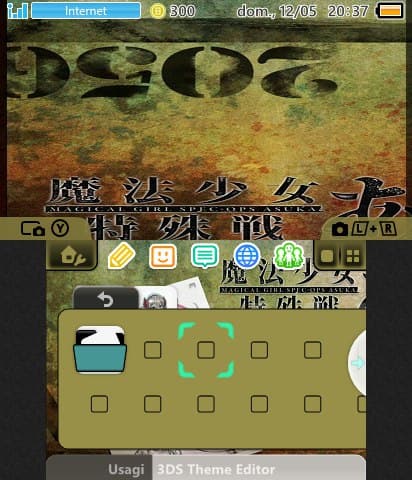 Internet 300 dom., 12/05 20:37
2050
魔法少女
MAGICAL GIRL SPEC-OPS ASUKA
特殊戦
Y L+R
魔法少女
MAGICAL GIRL SPEC-OPS ASUKA
特殊戦
Usagi 3DS Theme Editor